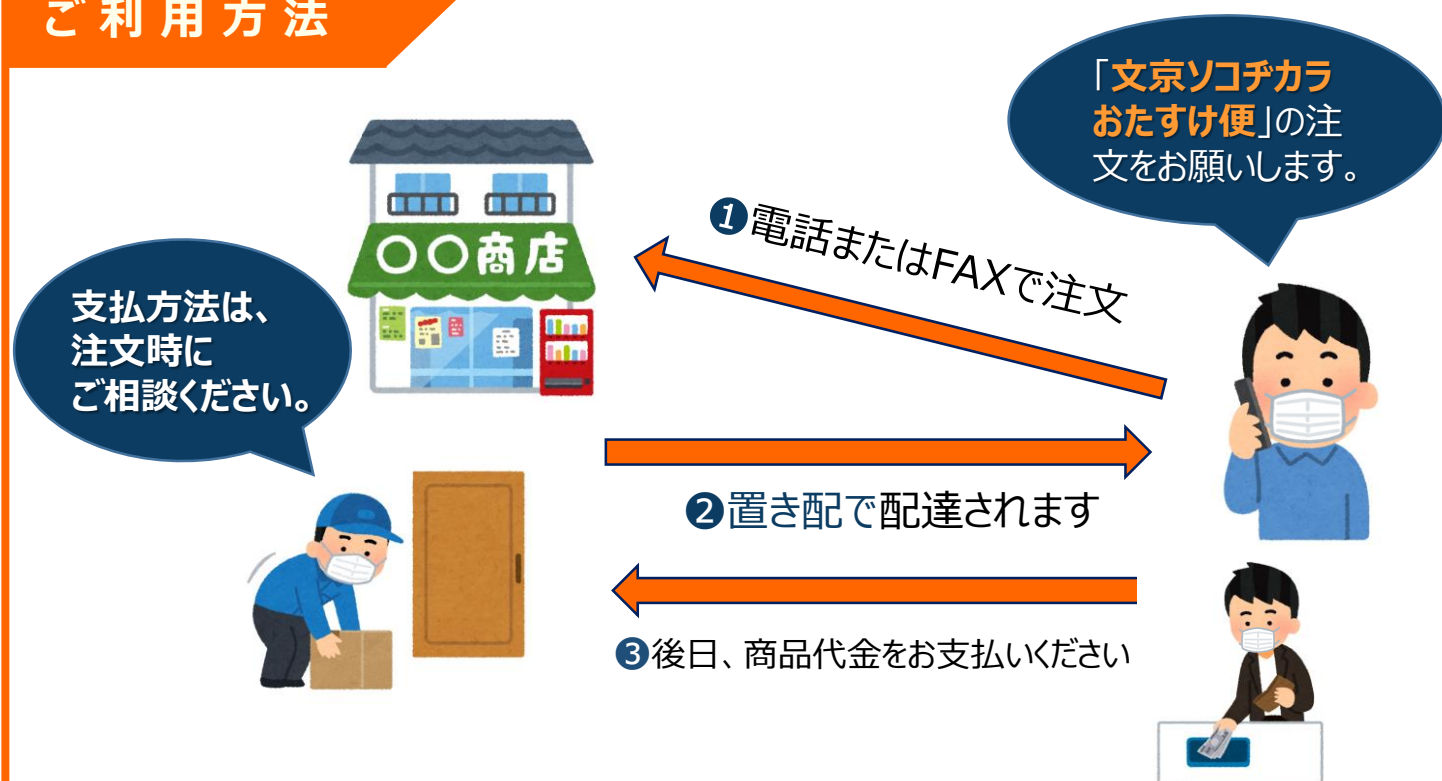 ご利用方法
「文京ソコヂカラ
おたすけ便」の注
文をお願いします。
❶電話またはFAXで注文
〇〇商店
支払方法は、
注文時に
ご相談ください。
❷置き配で配達されます
❸後日、商品代金をお支払いください